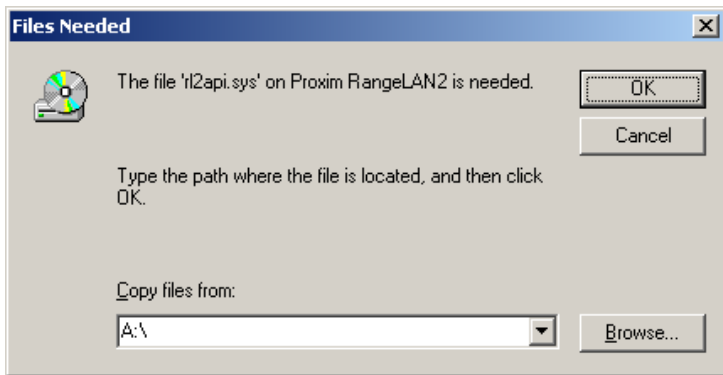 Files Needed
The file 'rl2api.sys' on Proxim RangeLAN2 is needed.
OK
Cancel
Type the path where the file is located, and then click
OK.
Copy files from:
A:\
Browse...